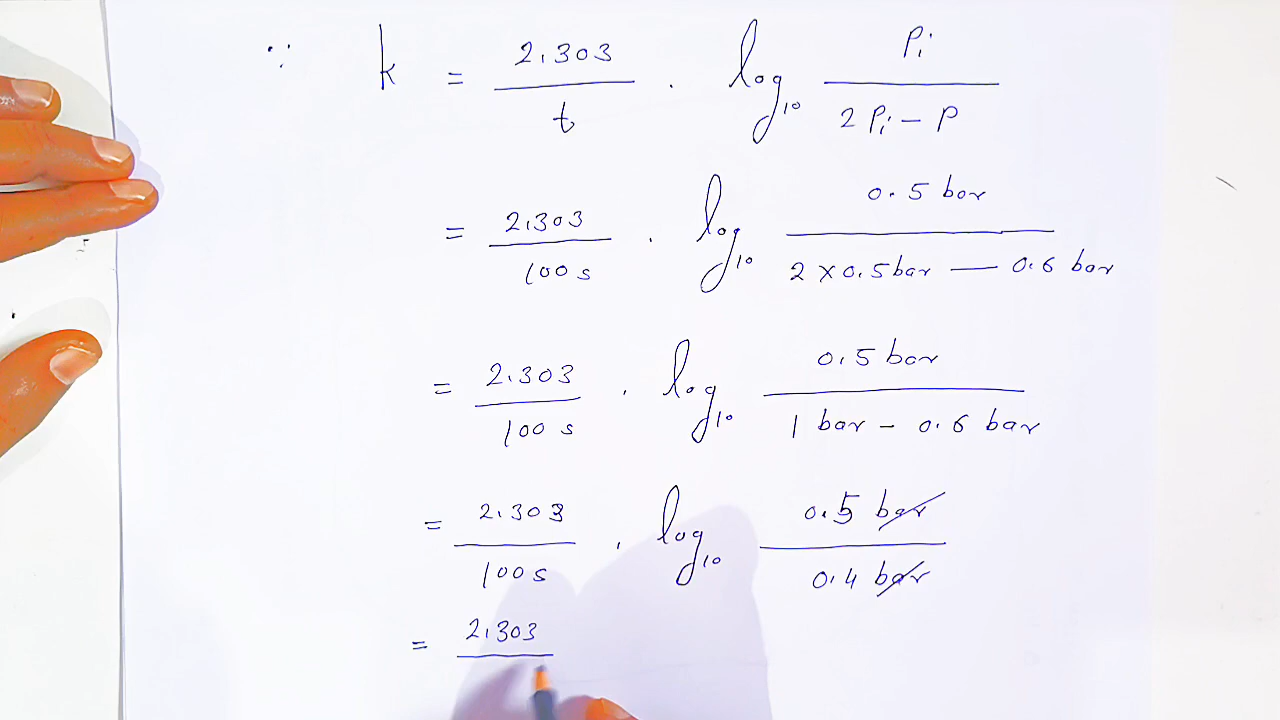 ∵ k = 2.303 / t . log10 Pi / 2Pi - P
= 2.303 / 100 s . log10 0.5 bar / 2 x 0.5 bar — 0.6 bar
= 2.303 / 100 s . log10 0.5 bar / 1 bar - 0.6 bar
= 2.303 / 100 s . log10 0.5 bar / 0.4 bar
= 2.303